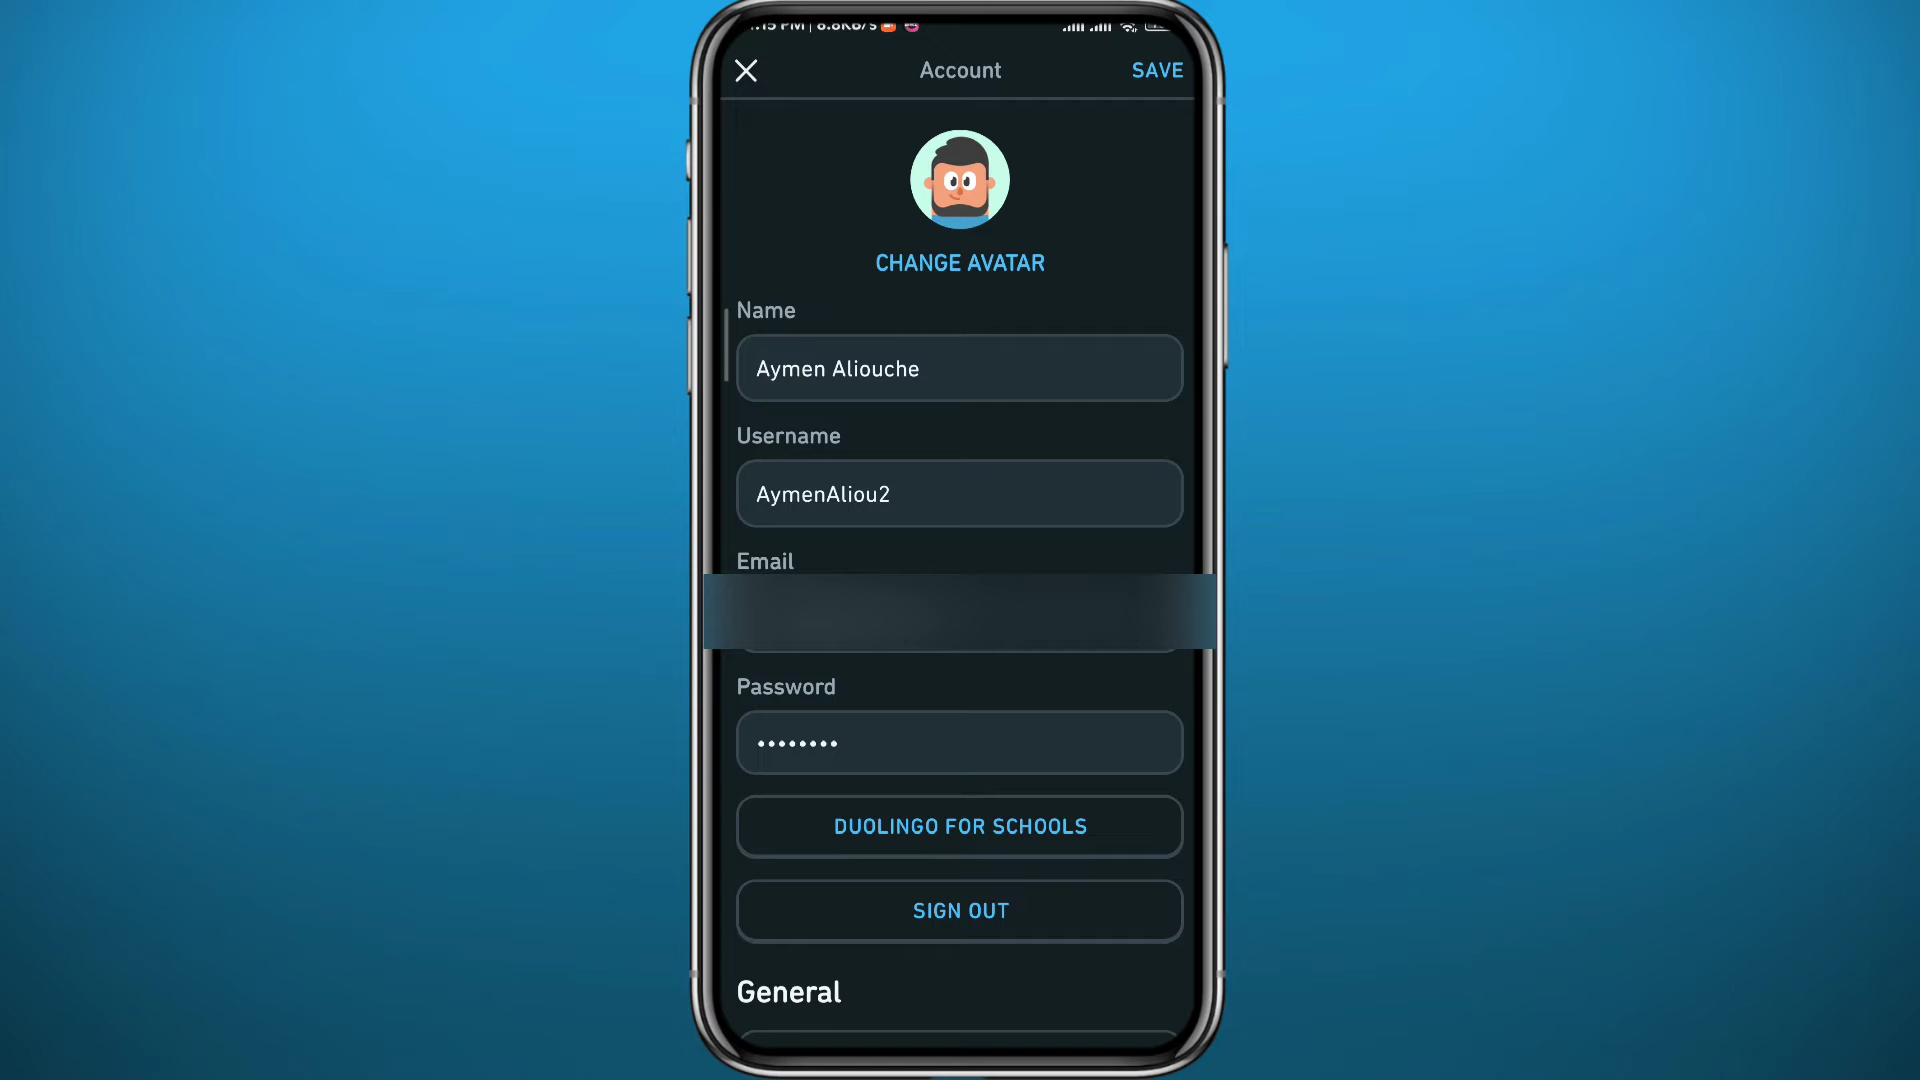 Account
SAVE
CHANGE AVATAR
Name
Aymen Aliouche
Username
AymenAliou2
Email
Password
••••••••
DUOLINGO FOR SCHOOLS
SIGN OUT
General